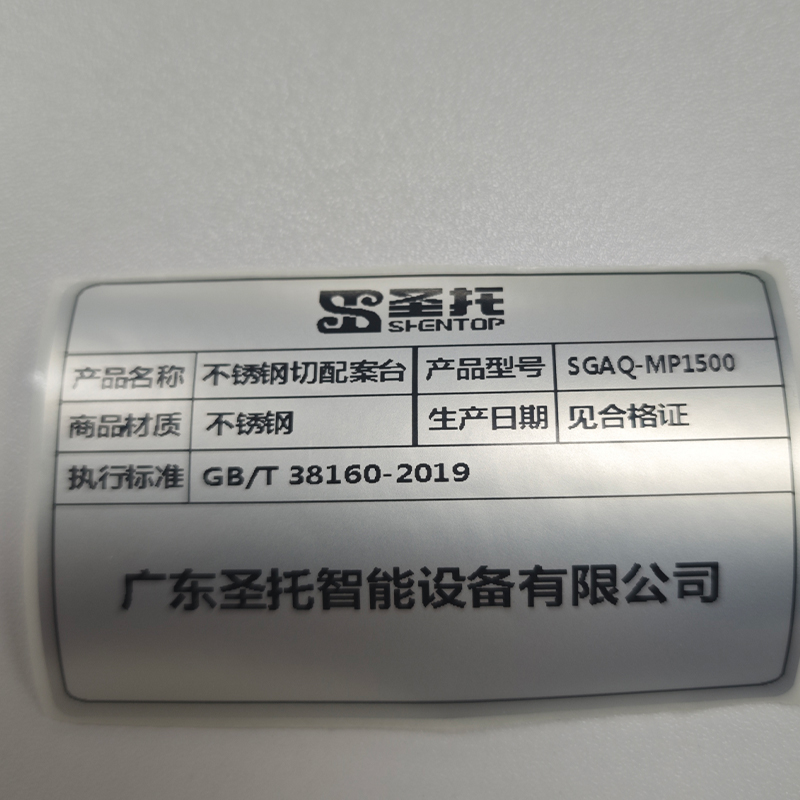 圣托
SHENTOP
产品名称 不锈钢切配案台 产品型号 SGAQ-MP1500
商品材质 不锈钢 生产日期 见合格证
执行标准 GB/T 38160-2019
广东圣托智能设备有限公司